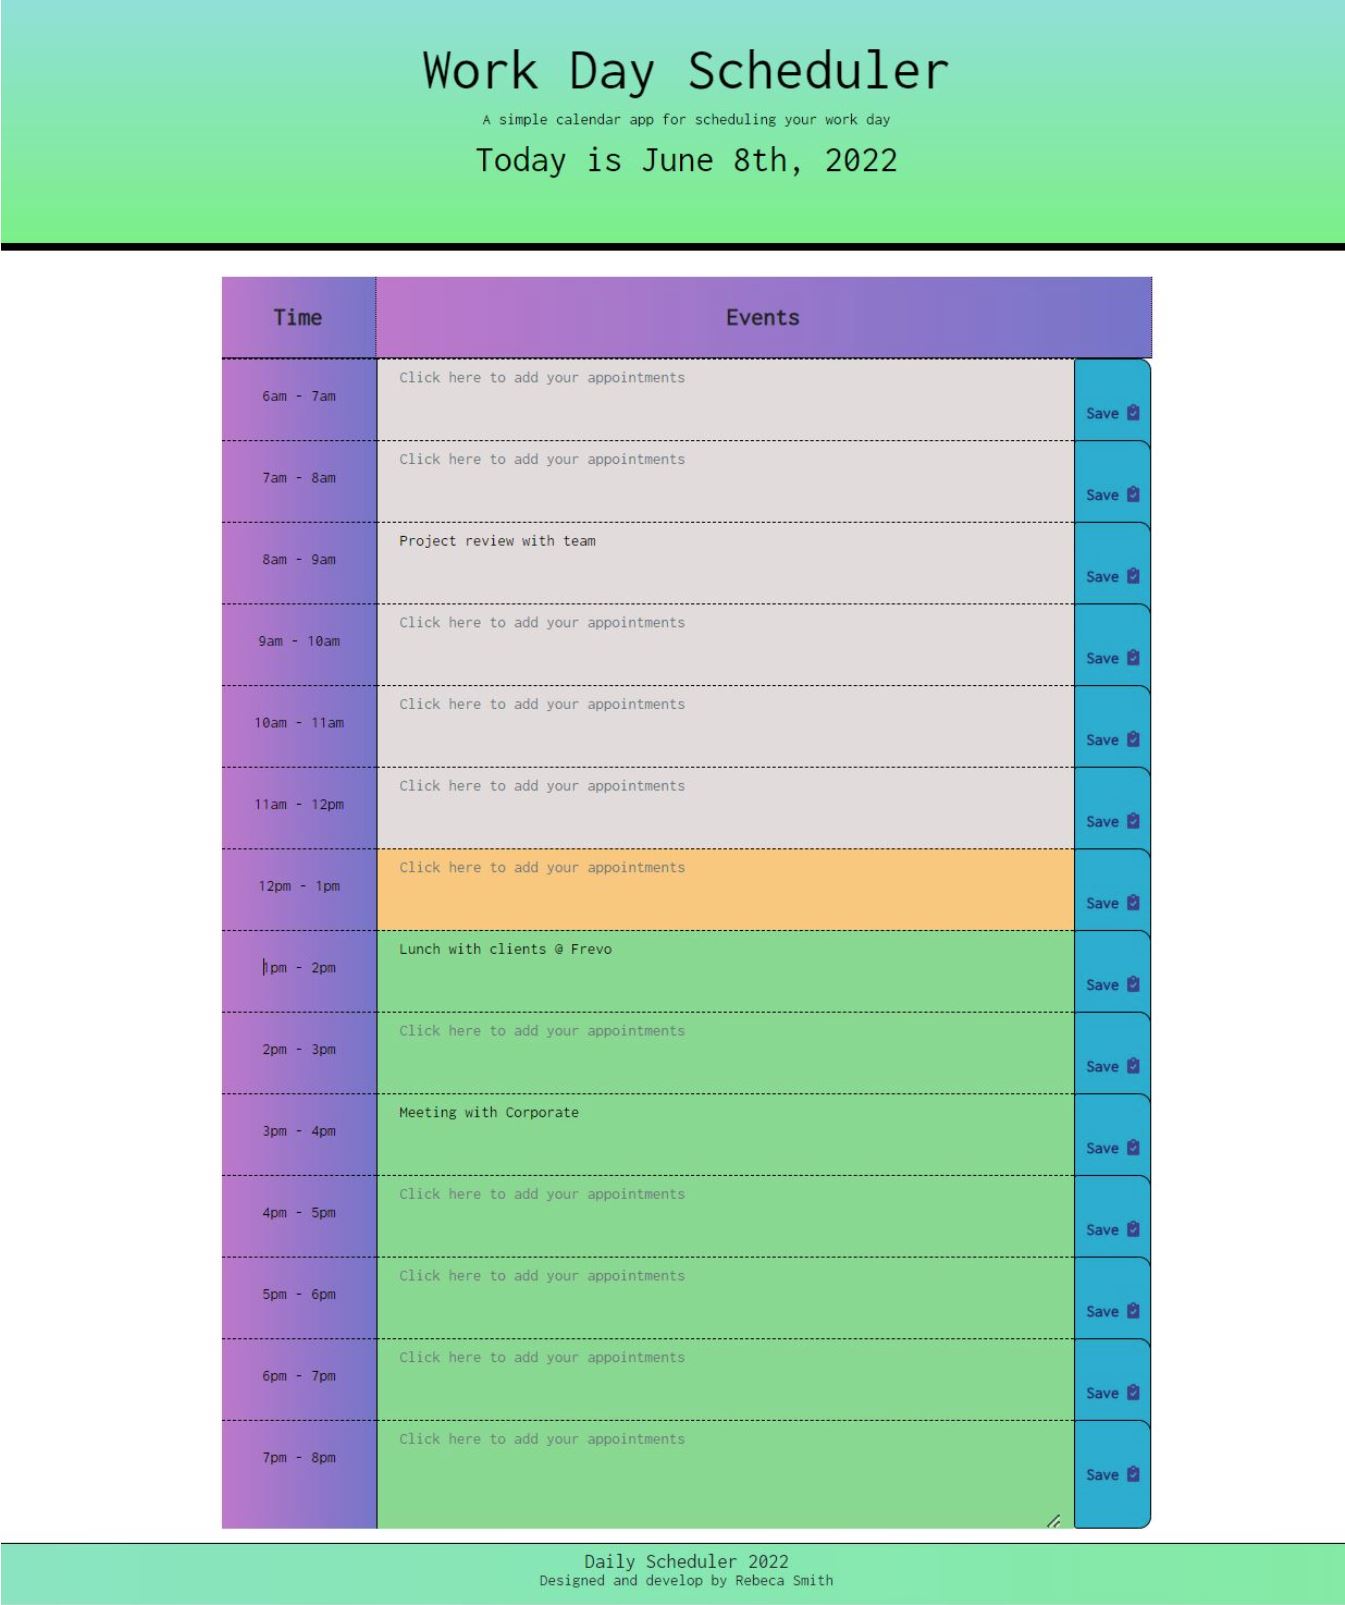 Work Day Scheduler
A simple calendar app for scheduling your work day
Today is June 8th, 2022
Time Events
6am - 7am Click here to add your appointments Save
7am - 8am Click here to add your appointments Save
8am - 9am Project review with team Save
9am - 10am Click here to add your appointments Save
10am - 11am Click here to add your appointments Save
11am - 12pm Click here to add your appointments Save
12pm - 1pm Click here to add your appointments Save
1pm - 2pm Lunch with clients @ Frevo Save
2pm - 3pm Click here to add your appointments Save
3pm - 4pm Meeting with Corporate Save
4pm - 5pm Click here to add your appointments Save
5pm - 6pm Click here to add your appointments Save
6pm - 7pm Click here to add your appointments Save
7pm - 8pm Click here to add your appointments Save
Daily Scheduler 2022
Designed and develop by Rebeca Smith